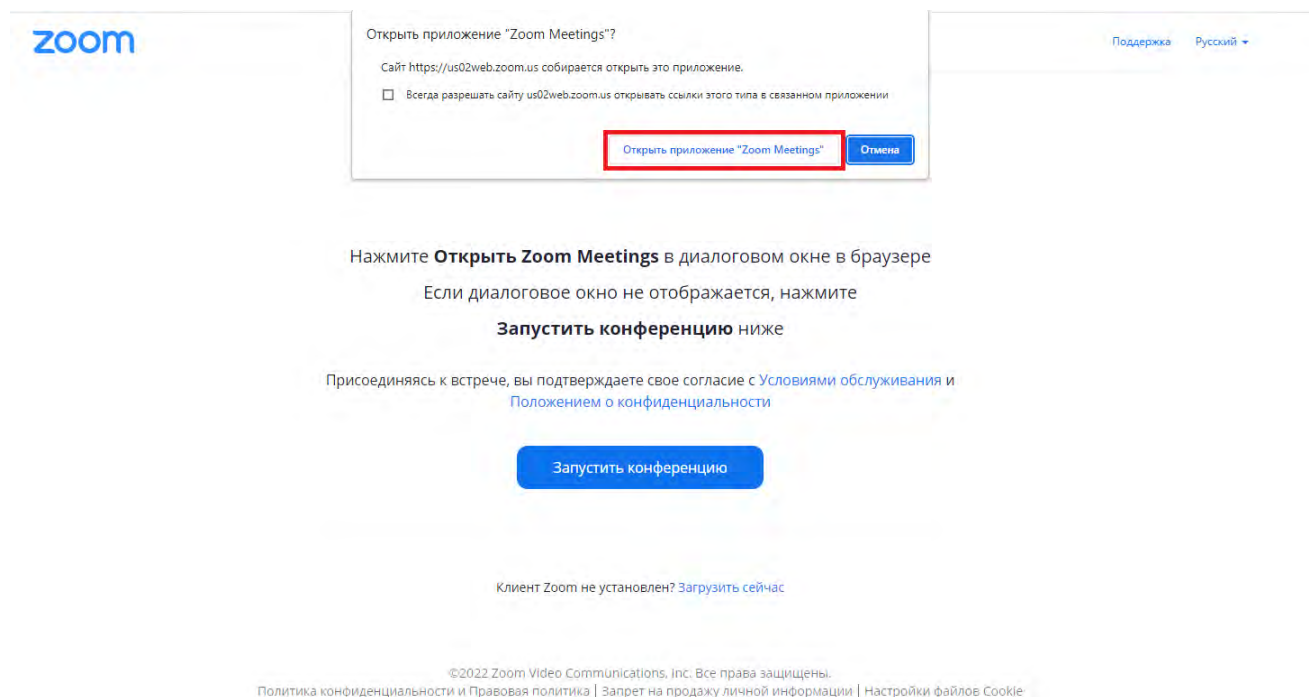 zoom
Открыть приложение "Zoom Meetings"?
Сайт https://us02web.zoom.us собирается открыть это приложение.
Всегда разрешать сайту us02web.zoom.us открывать ссылки этого типа в связанном приложении
Открыть приложение "Zoom Meetings" Отмена
Поддержка Русский
Нажмите Открыть Zoom Meetings в диалоговом окне в браузере
Если диалоговое окно не отображается, нажмите
Запустить конференцию ниже
Присоединяясь к встрече, вы подтверждаете свое согласие с Условиями обслуживания и
Положением о конфиденциальности
Запустить конференцию
Клиент Zoom не установлен? Загрузить сейчас
©2022 Zoom Video Communications, Inc. Все права защищены.
Политика конфиденциальности и Правовая политика | Запрет на продажу личной информации | Настройки файлов Cookie